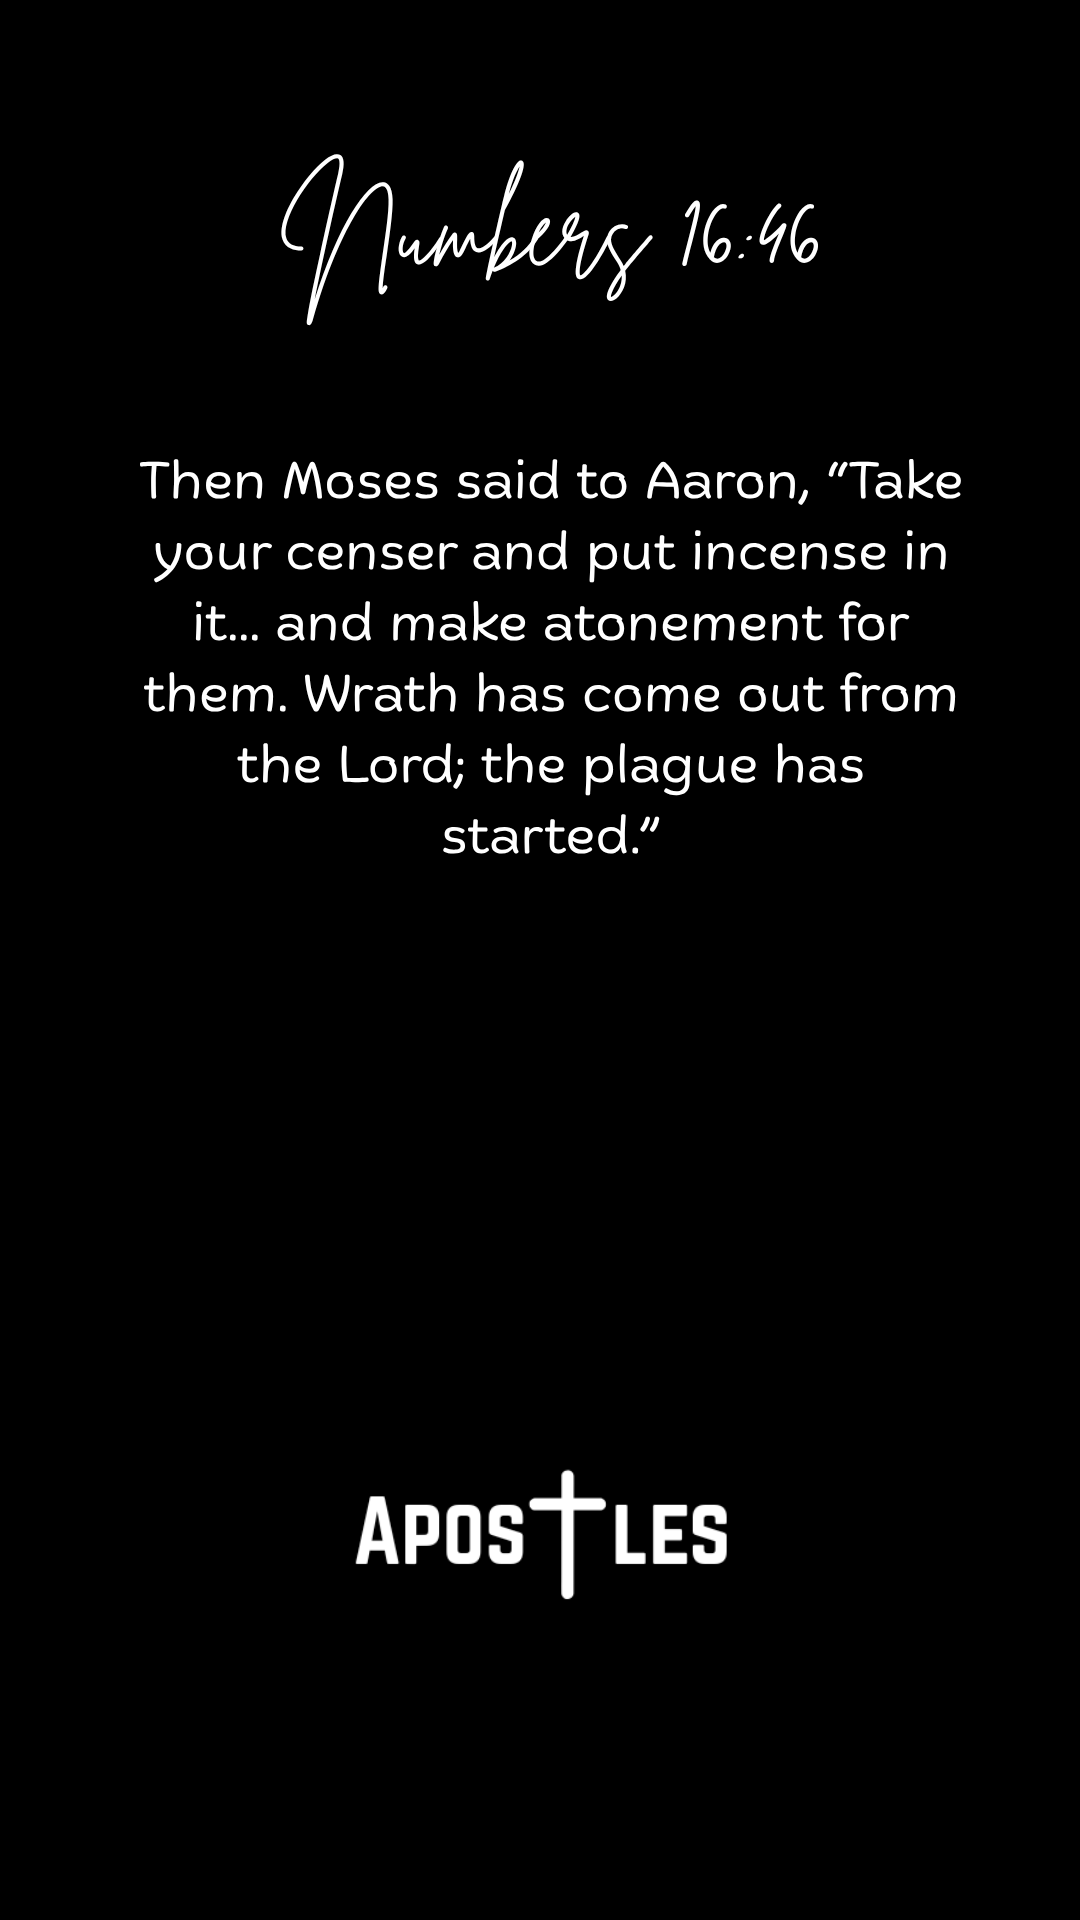 Numbers 16:46
Then Moses said to Aaron, “Take
your censer and put incense in
it... and make atonement for
them. Wrath has come out from
the Lord; the plague has
started.”
APOSTLES